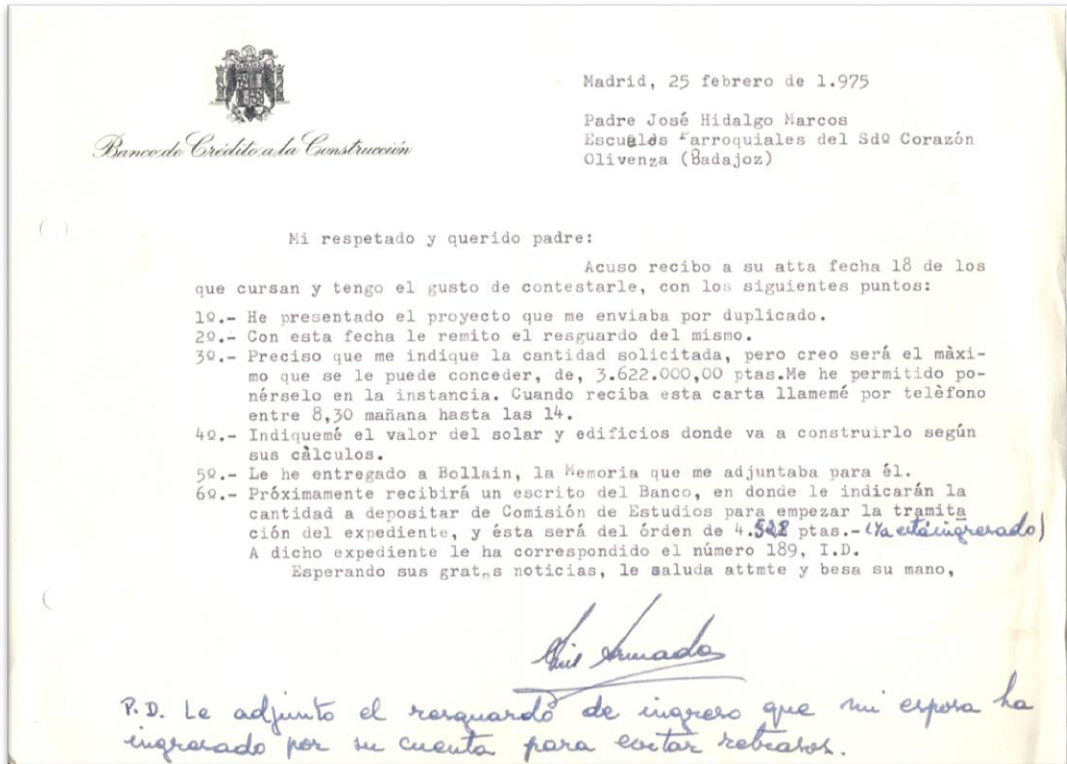 Banco de Crédito a la Construcción
Madrid, 25 febrero de 1.975
Padre José Hidalgo Marcos
Escuelas Parroquiales del Sdº Corazón
Olivenza (Badajoz)
Mi respetado y querido padre:
Acuso recibo a su atta fecha 18 de los
que cursan y tengo el gusto de contestarle, con los siguientes puntos:
1º.- He presentado el proyecto que me enviaba por duplicado.
2º.- Con esta fecha le remito el resguardo del mismo.
3º.- Preciso que me indique la cantidad solicitada, pero creo será el màxi-
mo que se le puede conceder, de, 3.622.000,00 ptas.Me he permitido po-
nérselo en la instancia. Cuando reciba esta carta llamemé por telèfono
entre 8,30 mañana hasta las 14.
4º.- Indiquemé el valor del solar y edificios donde va a construirlo según
sus càlculos.
5º.- Le he entregado a Bollain, la Memoria que me adjuntaba para él.
6º.- Próximamente recibirá un escrito del Banco, en donde le indicarán la
cantidad a depositar de Comisión de Estudios para empezar la tramita
ción del expediente, y ésta será del órden de ptas.- (Ya está ingresado)
A dicho expediente le ha correspondido el número 189, I.D.
Esperando sus gratas noticias, le saluda attmte y besa su mano,
Luis Armada
P.D. Le adjunto el resguardo de ingreso que mi esposa ha
ingresado por su cuenta para evitar retrasos.